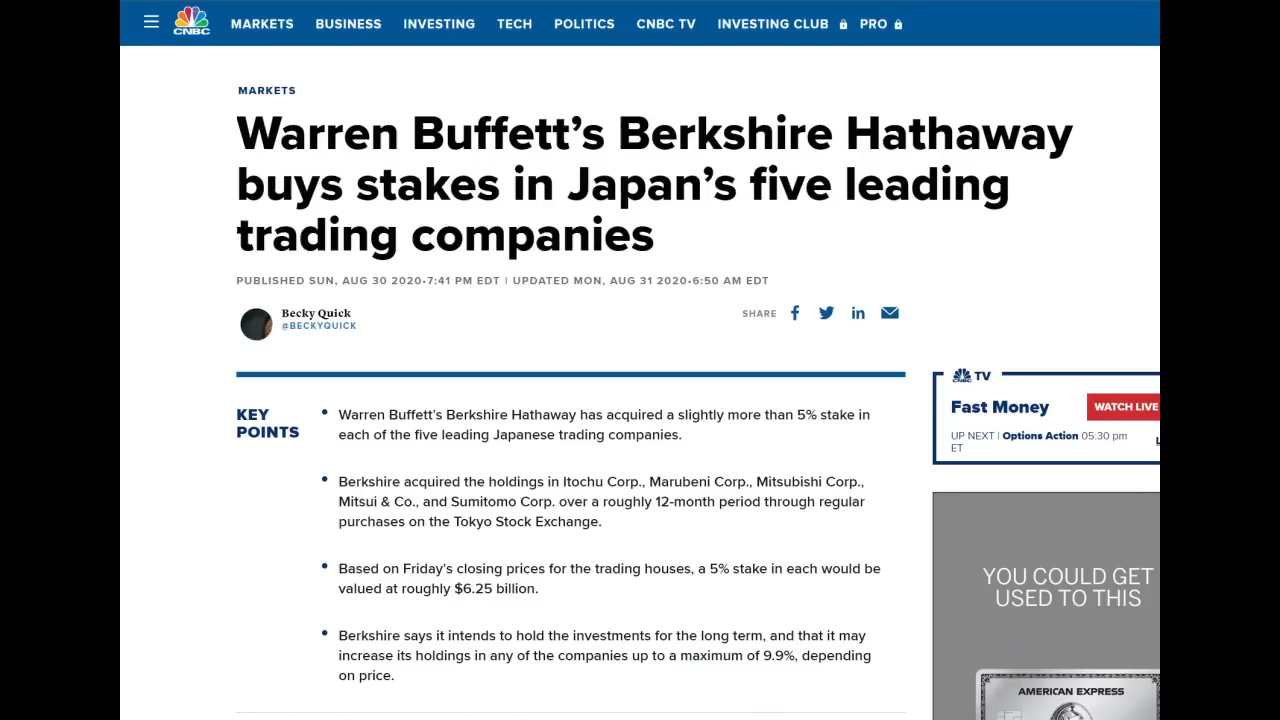 CNBC
MARKETS BUSINESS INVESTING TECH POLITICS CNBC TV INVESTING CLUB PRO
MARKETS
Warren Buffett’s Berkshire Hathaway
buys stakes in Japan’s five leading
trading companies
PUBLISHED SUN, AUG 30 2020•7:41 PM EDT | UPDATED MON, AUG 31 2020•6:50 AM EDT
Becky Quick
@BECKYQUICK
SHARE
KEY
POINTS
• Warren Buffett’s Berkshire Hathaway has acquired a slightly more than 5% stake in
each of the five leading Japanese trading companies.
• Berkshire acquired the holdings in Itochu Corp., Marubeni Corp., Mitsubishi Corp.,
Mitsui & Co., and Sumitomo Corp. over a roughly 12-month period through regular
purchases on the Tokyo Stock Exchange.
• Based on Friday’s closing prices for the trading houses, a 5% stake in each would be
valued at roughly $6.25 billion.
• Berkshire says it intends to hold the investments for the long term, and that it may
increase its holdings in any of the companies up to a maximum of 9.9%, depending
on price.
CNBC TV
Fast Money
WATCH LIVE
UP NEXT | Options Action 05:30 pm
ET
YOU COULD GET
USED TO THIS
AMERICAN EXPRESS